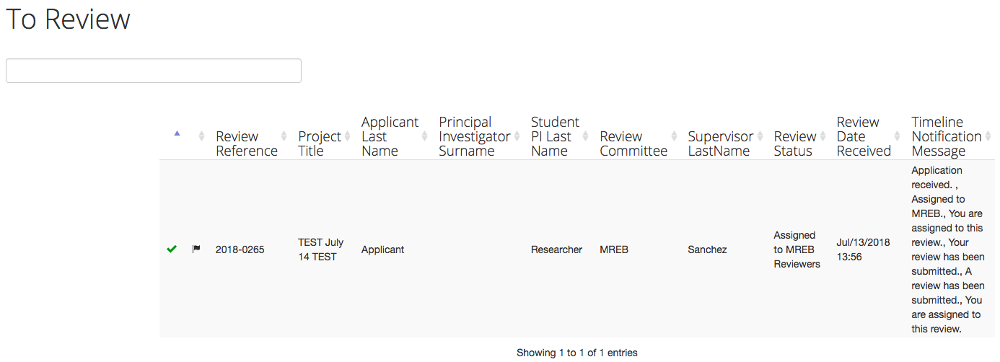 To Review
Review Reference
Project Title
Applicant Last Name
Principal Investigator Surname
Student PI Last Name
Review Committee
Supervisor LastName
Review Status
Review Date Received
Timeline Notification Message
2018-0265
TEST July 14 TEST
Applicant
Researcher
MREB
Sanchez
Assigned to MREB Reviewers
Jul/13/2018 13:56
Application
received. ,
Assigned to
MREB., You are
assigned to this
review., Your
review has been
submitted., A
review has been
submitted., You
are assigned to
this review.
Showing 1 to 1 of 1 entries